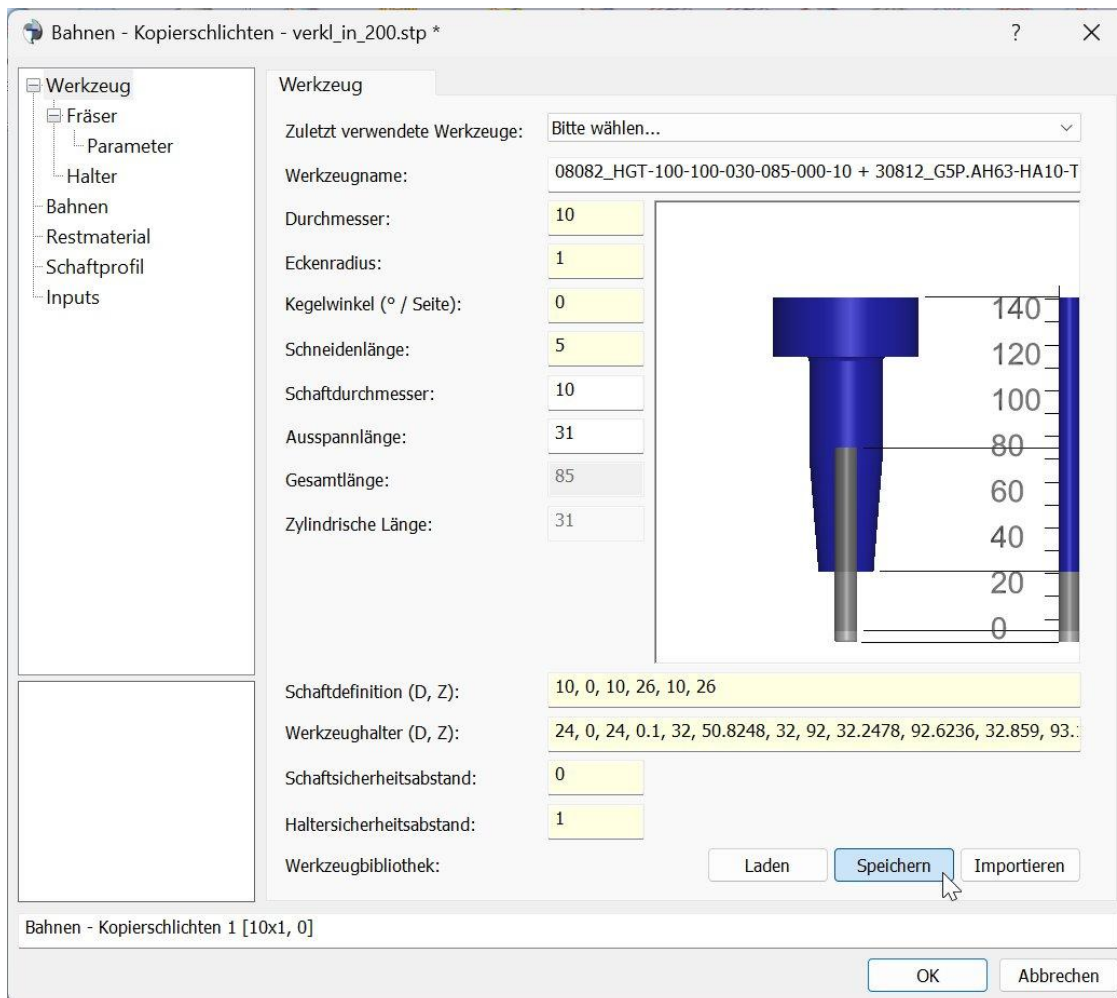 Bahnen - Kopierschlichten - verkl_in_200.stp *
?
Werkzeug
Fräser
Parameter
Halter
Bahnen
Restmaterial
Schaftprofil
Inputs
Werkzeug
Zuletzt verwendete Werkzeuge: Bitte wählen...
Werkzeugname: 08082_HGT-100-100-030-085-000-10 + 30812_G5P.AH63-HA10-T
Durchmesser: 10
Eckenradius: 1
Kegelwinkel (° / Seite): 0
Schneidenlänge: 5
Schaftdurchmesser: 10
Ausspannlänge: 31
Gesamtlänge: 85
Zylindrische Länge: 31
140
120
100
80
60
40
20
0
Schaftdefinition (D, Z): 10, 0, 10, 26, 10, 26
Werkzeughalter (D, Z): 24, 0, 24, 0.1, 32, 50.8248, 32, 92, 32.2478, 92.6236, 32.859, 93.
Schaftsicherheitsabstand: 0
Haltersicherheitsabstand: 1
Werkzeugbibliothek: Laden Speichern Importieren
Bahnen - Kopierschlichten 1 [10x1, 0]
OK Abbrechen